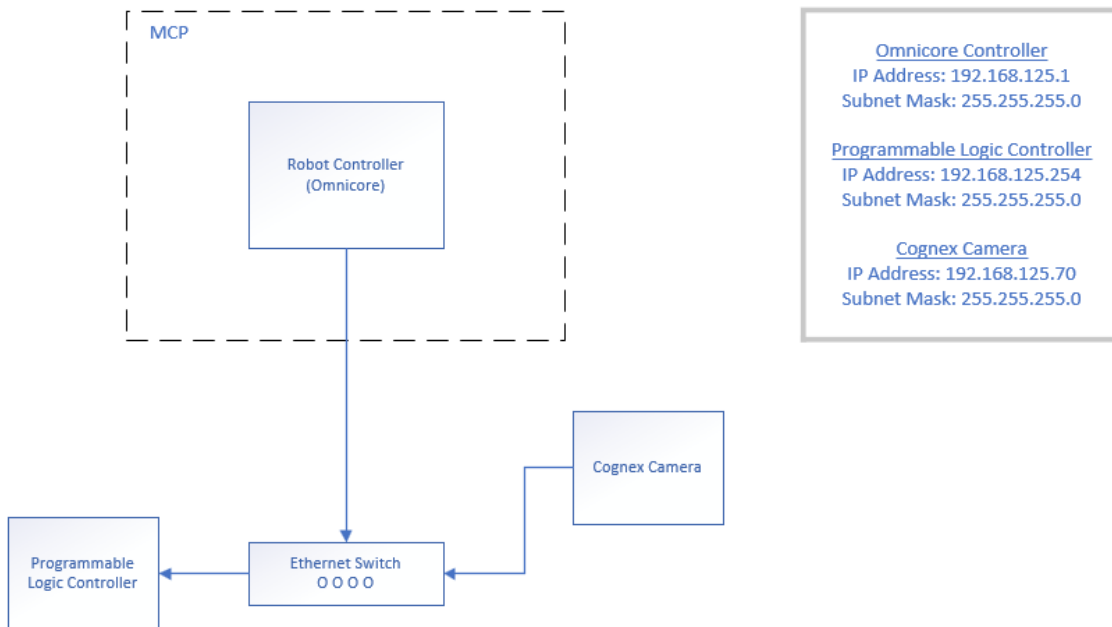 MCP
Robot Controller
(Omnicore)
Omnicore Controller
IP Address: 192.168.125.1
Subnet Mask: 255.255.255.0
Programmable Logic Controller
IP Address: 192.168.125.254
Subnet Mask: 255.255.255.0
Cognex Camera
IP Address: 192.168.125.70
Subnet Mask: 255.255.255.0
Cognex Camera
Programmable
Logic Controller
Ethernet Switch
O O O O